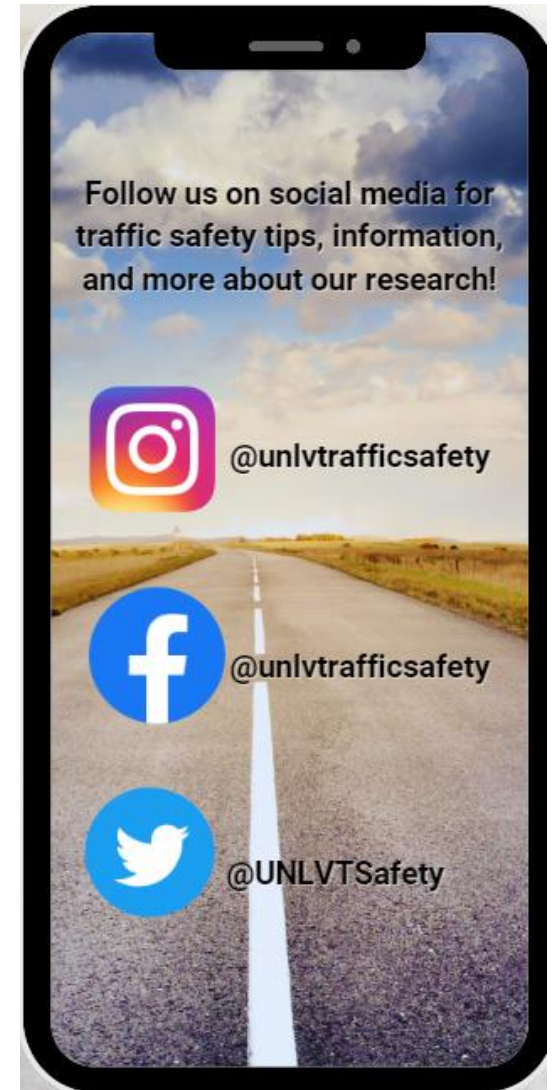 Follow us on social media for
traffic safety tips, information,
and more about our research!
@unlvtrafficsafety
@unlvtrafficsafety
@UNLVTSafety